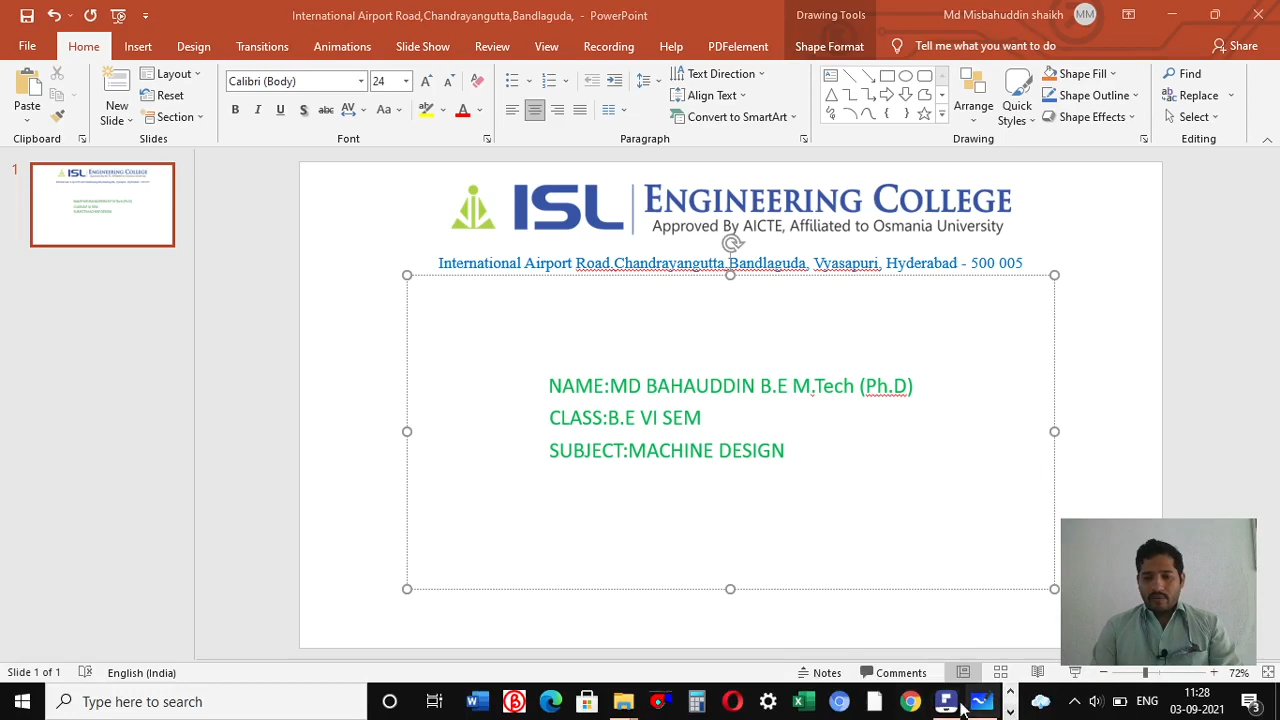 International Airport Road,Chandrayangutta,Bandlaguda, - PowerPoint
Drawing Tools
Md Misbahuddin shaikh
MM
File Home Insert Design Transitions Animations Slide Show Review View Recording Help PDFelement Shape Format Tell me what you want to do Share
Paste
Clipboard
New Slide
Layout
Reset
Section
Slides
Calibri (Body) 24
B I U S abc AV Aa A
Font
Text Direction
Align Text
Convert to SmartArt
Paragraph
Arrange
Quick Styles
Shape Fill
Shape Outline
Shape Effects
Drawing
Find
Replace
Select
Editing
1
ISL ENGINEERING COLLEGE
Approved By AICTE, Affiliated to Osmania University
International Airport Road,Chandrayangutta,Bandlaguda, Vyasapuri, Hyderabad - 500 005
NAME:MD BAHAUDDIN B.E M.Tech (Ph.D)
CLASS:B.E VI SEM
SUBJECT:MACHINE DESIGN
Slide 1 of 1 English (India) Notes Comments 72%
Type here to search
ENG
11:28
03-09-2021